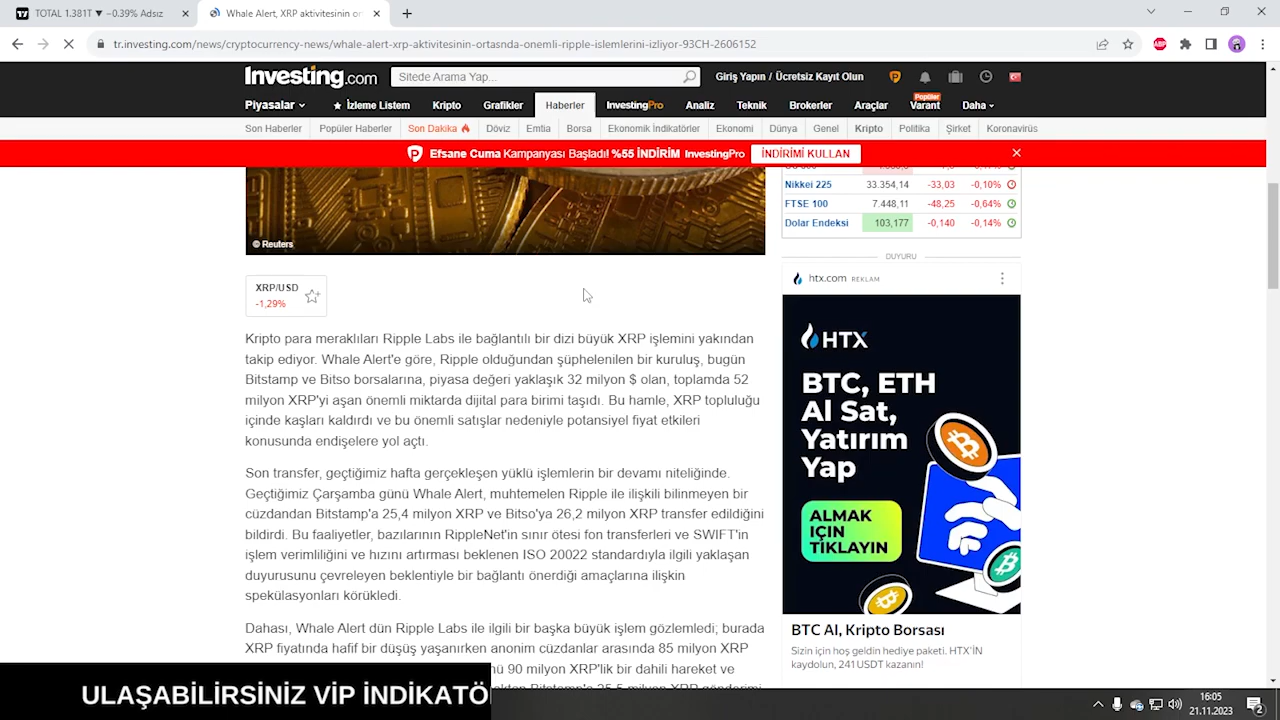 TOTAL 1.381T ▼ −0.39% Adsız
Whale Alert, XRP aktivitesinin or
tr.investing.com/news/cryptocurrency-news/whale-alert-xrp-aktivitesinin-ortasnda-onemli-ripple-islemlerini-izliyor-93CH-2606152
Investing.com
Sitede Arama Yap...
Giriş Yapın / Ücretsiz Kayıt Olun
Popüler
Piyasalar
İzleme Listem
Kripto
Grafikler
Haberler
InvestingPro
Analiz
Teknik
Brokerler
Araçlar
Varant
Daha
Son Haberler
Popüler Haberler
Son Dakika
Döviz
Emtia
Borsa
Ekonomik İndikatörler
Ekonomi
Dünya
Genel
Kripto
Politika
Şirket
Koronavirüs
Efsane Cuma Kampanyası Başladı! %55 İNDİRİM InvestingPro
İNDİRİMİ KULLAN
Nikkei 225 33.354,14 -33,03 -0,10%
FTSE 100 7.448,11 -48,25 -0,64%
Dolar Endeksi 103,177 -0,140 -0,14%
© Reuters
DUYURU
XRP/USD
-1,29%
Kripto para meraklıları Ripple Labs ile bağlantılı bir dizi büyük XRP işlemini yakından
takip ediyor. Whale Alert'e göre, Ripple olduğundan şüphelenilen bir kuruluş, bugün
Bitstamp ve Bitso borsalarına, piyasa değeri yaklaşık 32 milyon $ olan, toplamda 52
milyon XRP'yi aşan önemli miktarda dijital para birimi taşıdı. Bu hamle, XRP topluluğu
içinde kaşları kaldırdı ve bu önemli satışlar nedeniyle potansiyel fiyat etkileri
konusunda endişelere yol açtı.
Son transfer, geçtiğimiz hafta gerçekleşen yüklü işlemlerin bir devamı niteliğinde.
Geçtiğimiz Çarşamba günü Whale Alert, muhtemelen Ripple ile ilişkili bilinmeyen bir
cüzdandan Bitstamp'a 25,4 milyon XRP ve Bitso'ya 26,2 milyon XRP transfer edildiğini
bildirdi. Bu faaliyetler, bazılarının RippleNet'in sınır ötesi fon transferleri ve SWIFT'in
işlem verimliliğini ve hızını artırması beklenen ISO 20022 standardıyla ilgili yaklaşan
duyurusunu çevreleyen beklentiyle bir bağlantı önerdiği amaçlarına ilişkin
spekülasyonları körükledi.
Dahası, Whale Alert dün Ripple Labs ile ilgili bir başka büyük işlem gözlemledi; burada
XRP fiyatında hafif bir düşüş yaşanırken anonim cüzdanlar arasında 85 milyon XRP
90 milyon XRP'lik bir dahili hareket ve
htx.com REKLAM
HTX
BTC, ETH
Al Sat,
Yatırım
Yap
ALMAK
İÇİN
TIKLAYIN
BTC Al, Kripto Borsası
Sizin için hoş geldin hediye paketi. HTX'İN
kaydolun, 241 USDT kazanın!
ULAŞABİLİRSİNİZ VİP İNDİKATÖ
16:05
21.11.2023
2